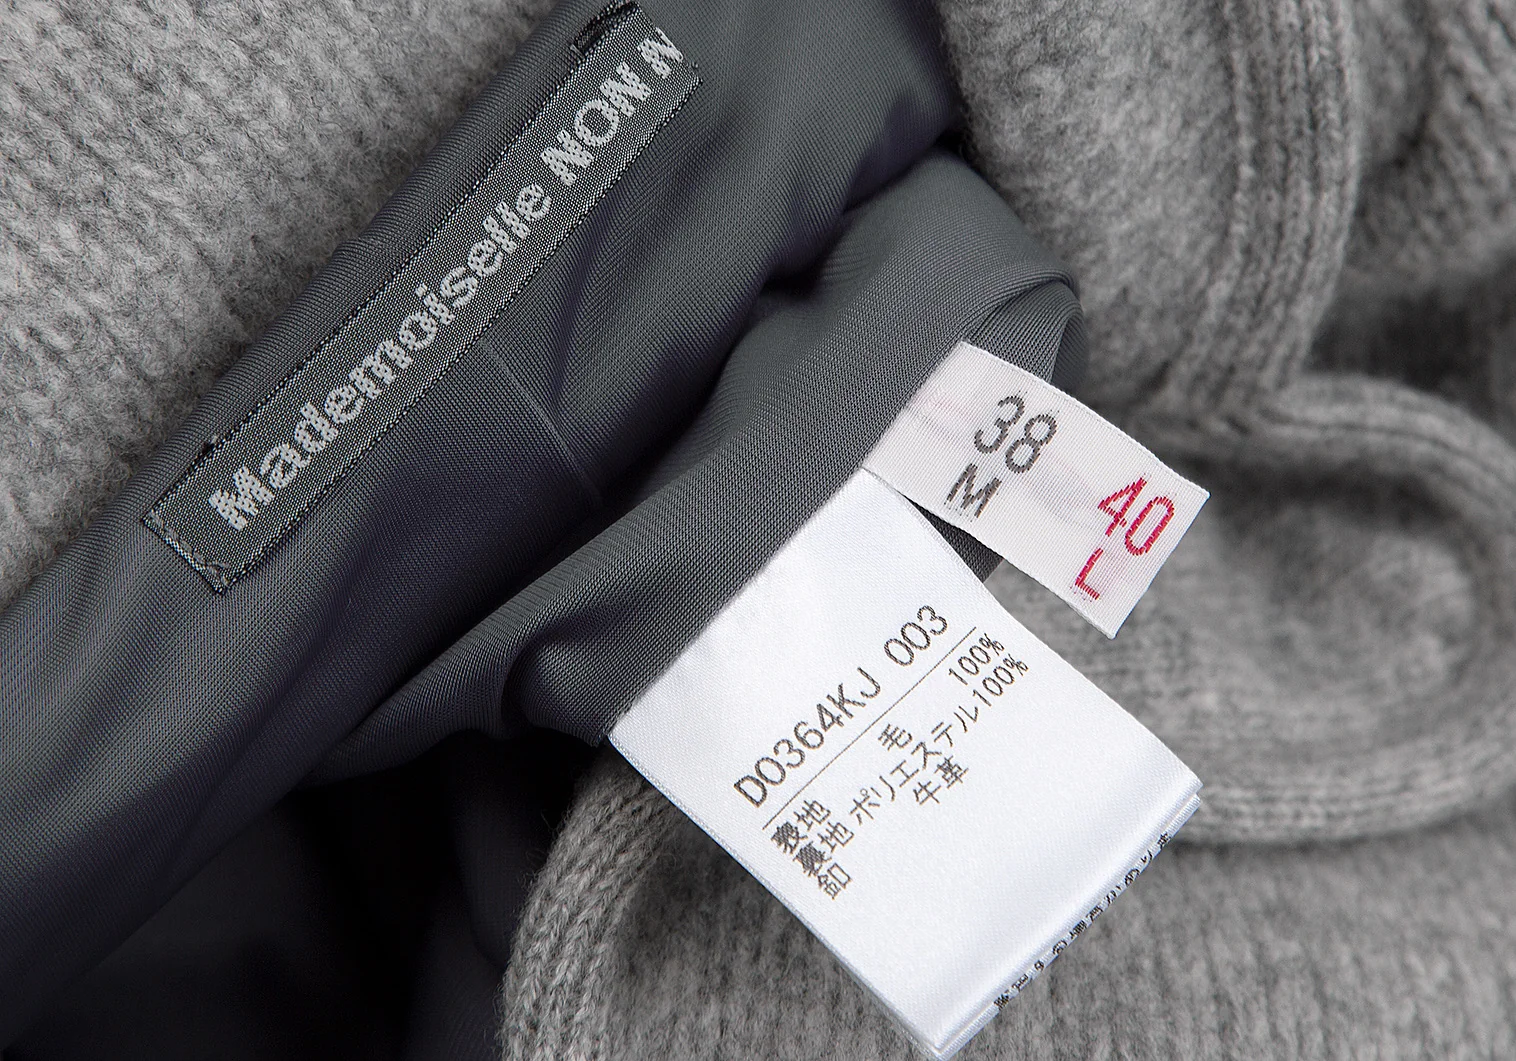 Mademoiselle NON N
38
M
40
L
D0364KJ 003
表地 毛 100%
裏地 ポリエステル100%
釦 牛革